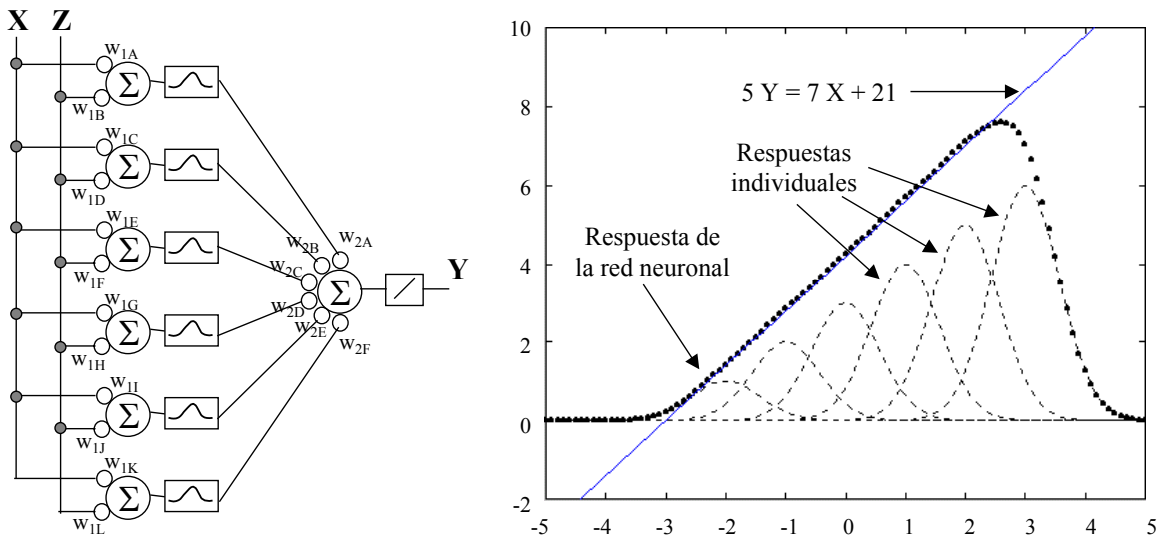 X Z
w1A
Σ
w1B
w1C
Σ
w1D
w1E
Σ
w1F
w1G
Σ
w1H
w1I
Σ
w1J
w1K
Σ
w1L
w2A
w2B
w2C
w2D
w2E
w2F
Σ
Y
10
8
6
4
2
0
-2
-5 -4 -3 -2 -1 0 1 2 3 4 5
5 Y = 7 X + 21
Respuestas
individuales
Respuesta de
la red neuronal